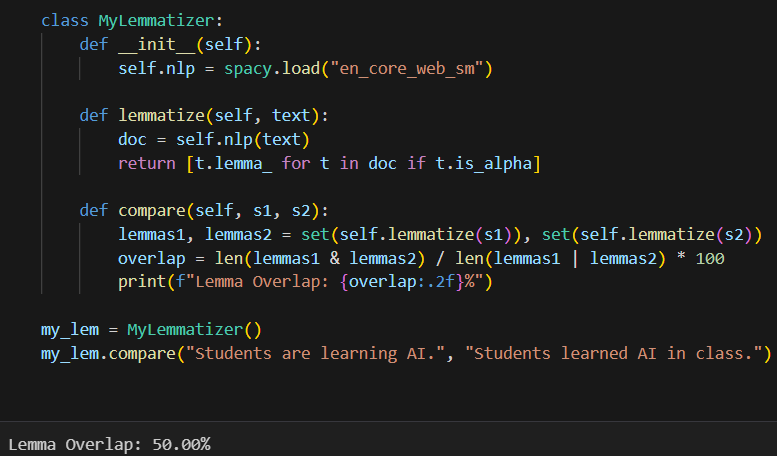 class MyLemmatizer:
    def __init__(self):
        self.nlp = spacy.load("en_core_web_sm")

    def lemmatize(self, text):
        doc = self.nlp(text)
        return [t.lemma_ for t in doc if t.is_alpha]

    def compare(self, s1, s2):
        lemmas1, lemmas2 = set(self.lemmatize(s1)), set(self.lemmatize(s2))
        overlap = len(lemmas1 & lemmas2) / len(lemmas1 | lemmas2) * 100
        print(f"Lemma Overlap: {overlap:.2f}%")

my_lem = MyLemmatizer()
my_lem.compare("Students are learning AI.", "Students learned AI in class.")

Lemma Overlap: 50.00%